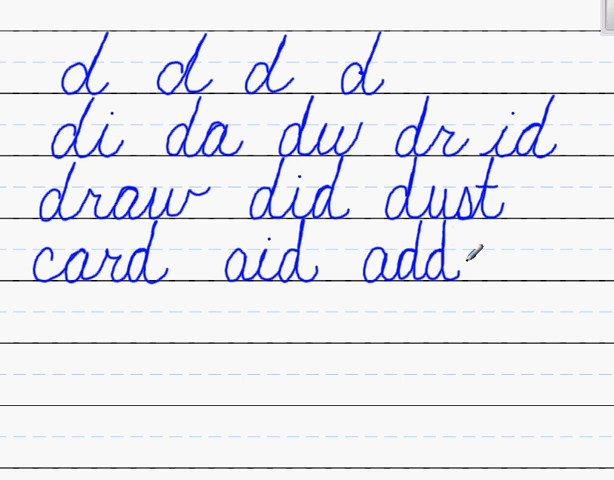 d d d d
di da du dr id
draw did dust
card aid add